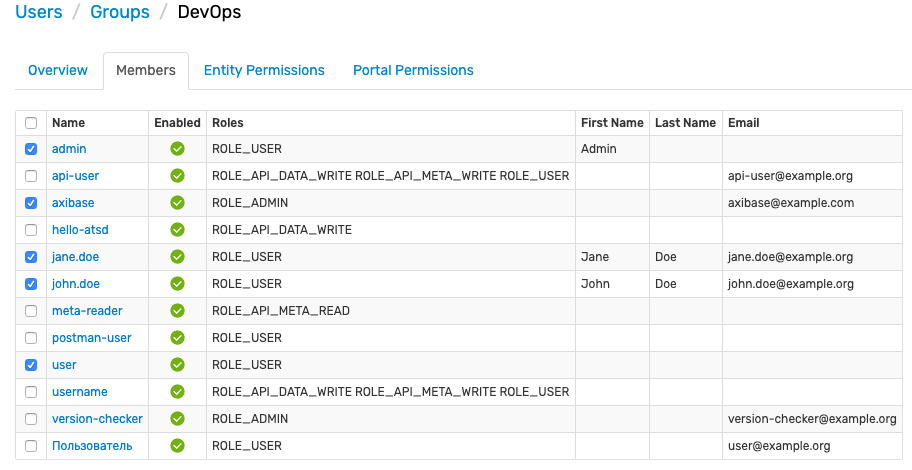 Users / Groups / DevOps
Overview Members Entity Permissions Portal Permissions
Name Enabled Roles First Name Last Name Email
admin ROLE_USER Admin
api-user ROLE_API_DATA_WRITE ROLE_API_META_WRITE ROLE_USER api-user@example.org
axibase ROLE_ADMIN axibase@example.com
hello-atsd ROLE_API_DATA_WRITE
jane.doe ROLE_USER Jane Doe jane.doe@example.org
john.doe ROLE_USER John Doe john.doe@example.org
meta-reader ROLE_API_META_READ
postman-user ROLE_USER
user ROLE_USER
username ROLE_API_DATA_WRITE ROLE_API_META_WRITE ROLE_USER
version-checker ROLE_ADMIN version-checker@example.org
Пользователь ROLE_USER user@example.org